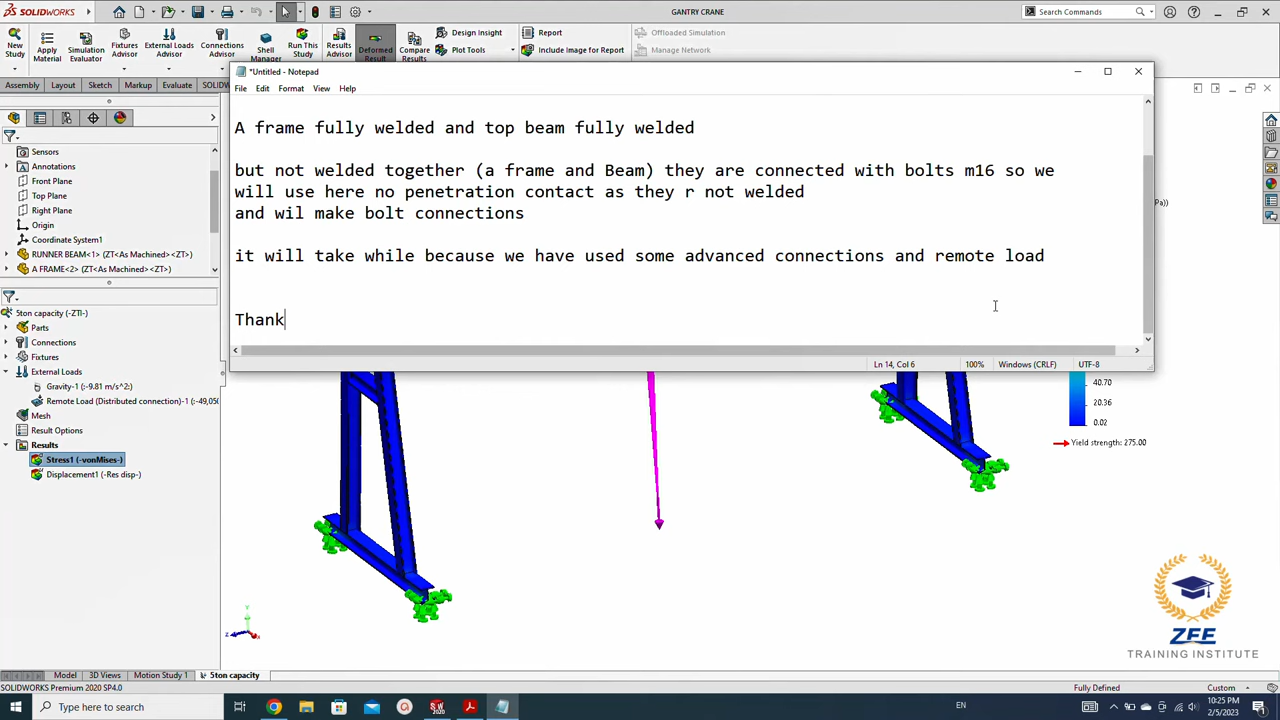 SOLIDWORKS
GANTRY CRANE
Search Commands
New Study
Apply Material
Simulation Evaluator
Fixtures Advisor
External Loads Advisor
Connections Advisor
Shell Manager
Run This Study
Results Advisor
Deformed Result
Compare Results
Design Insight
Plot Tools
Report
Include Image for Report
Offloaded Simulation
Manage Network
Assembly
Layout
Sketch
Markup
Evaluate
*Untitled - Notepad
File
Edit
Format
View
Help
A frame fully welded and top beam fully welded
but not welded together (a frame and Beam) they are connected with bolts m16 so we
will use here no penetration contact as they r not welded
and wil make bolt connections
it will take while because we have used some advanced connections and remote load
Thank
Ln 14, Col 6
100%
Windows (CRLF)
UTF-8
Sensors
Annotations
Front Plane
Top Plane
Right Plane
Origin
Coordinate System1
RUNNER BEAM<1> (ZT<As Machined><ZT>)
A FRAME<2> (ZT<As Machined><ZT>)
5ton capacity (-ZTI-)
Parts
Connections
Fixtures
External Loads
Gravity-1 (:-9.81 m/s^2:)
Remote Load (Distributed connection)-1 (:-49,050
Mesh
Result Options
Results
Stress1 (-vonMises-)
Displacement1 (-Res disp-)
40.70
20.36
0.02
Yield strength: 275.00
ZFE
TRAINING INSTITUTE
Model
3D Views
Motion Study 1
5ton capacity
SOLIDWORKS Premium 2020 SP4.0
Fully Defined
Custom
Type here to search
EN
10:25 PM
2/5/2023